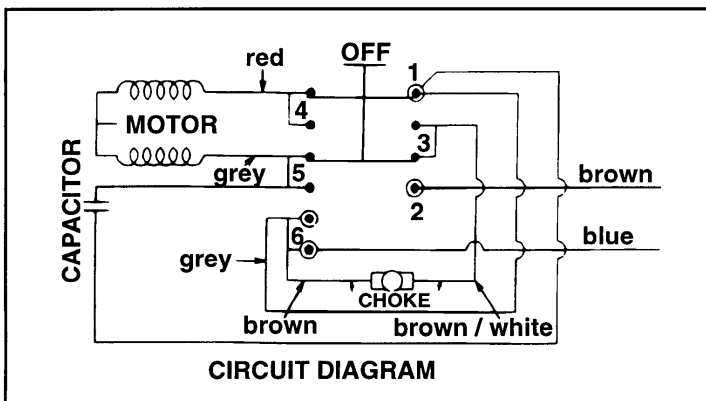 OFF
red
1
4
MOTOR
3
grey
5
brown
2
CAPACITOR
6
blue
grey
CHOKE
brown
brown / white
CIRCUIT DIAGRAM